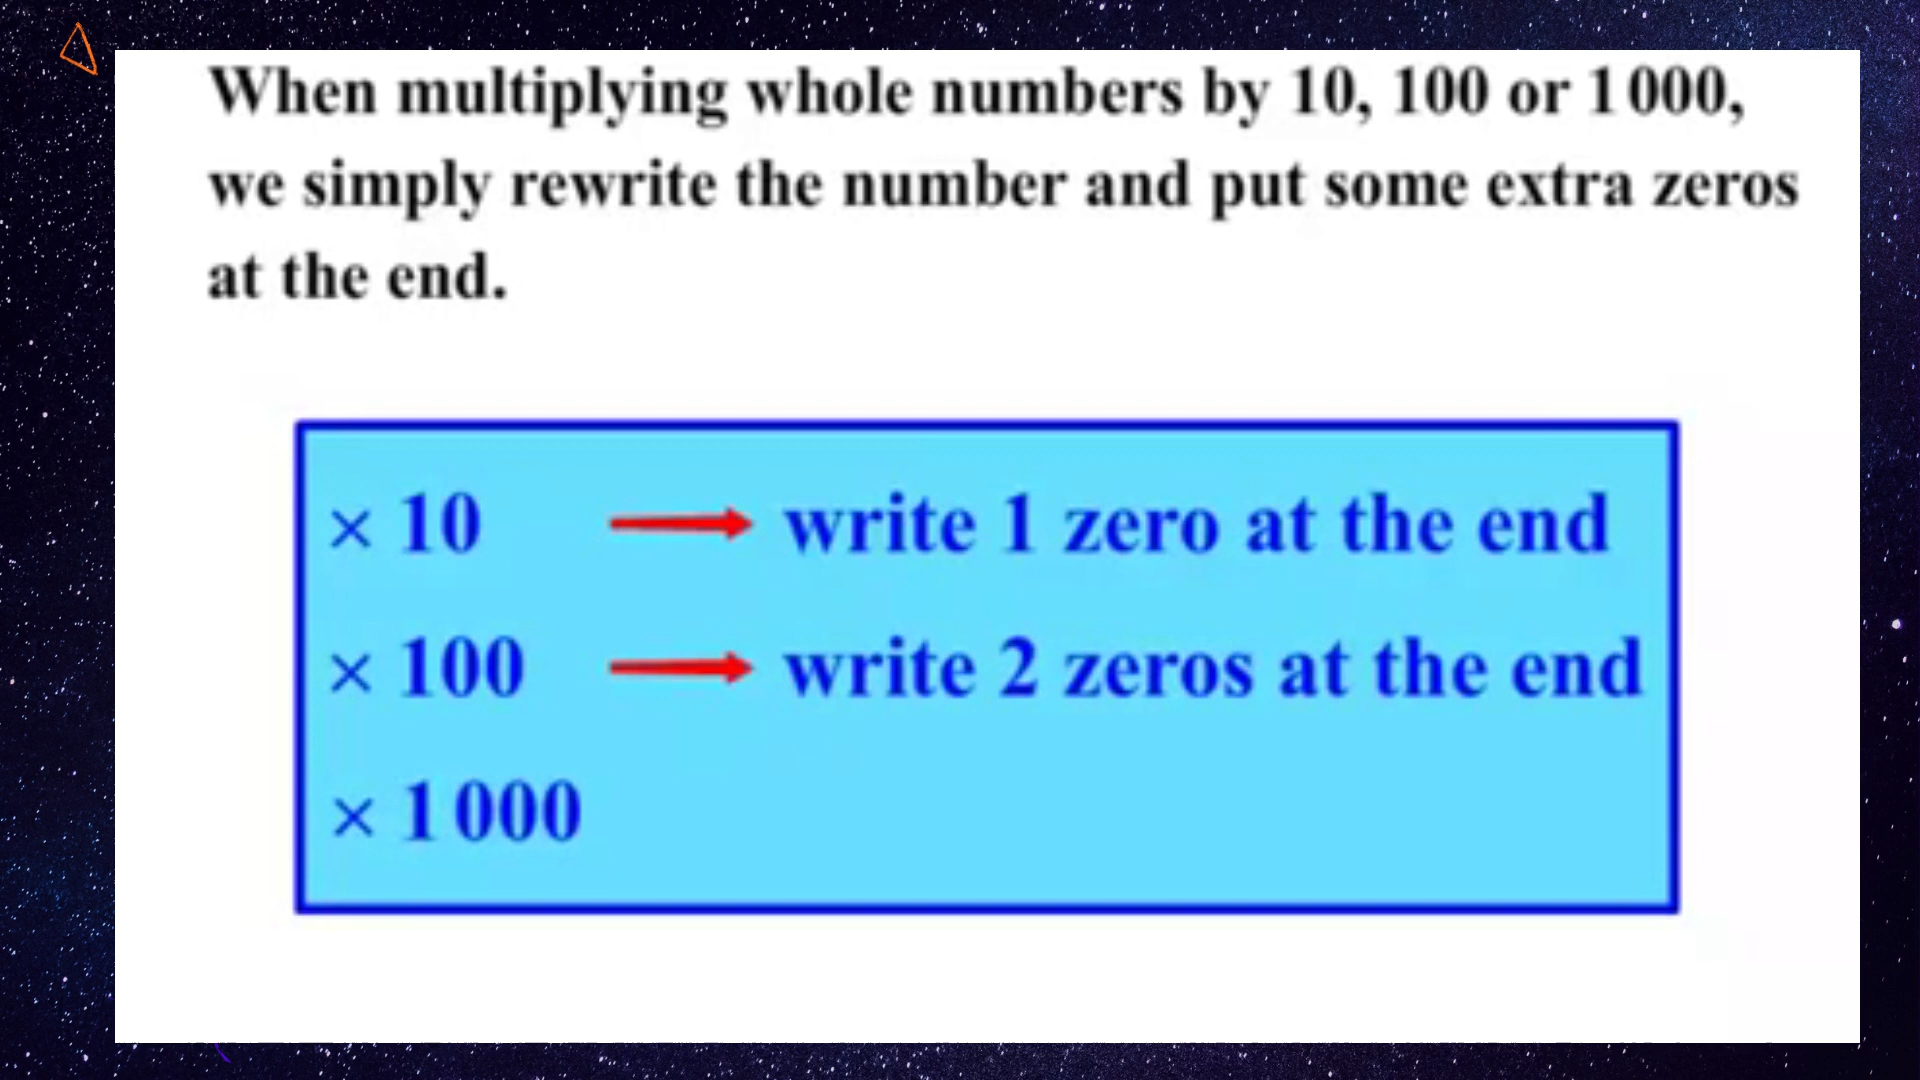 When multiplying whole numbers by 10, 100 or 1 000,
we simply rewrite the number and put some extra zeros
at the end.
× 10 → write 1 zero at the end
× 100 → write 2 zeros at the end
× 1 000